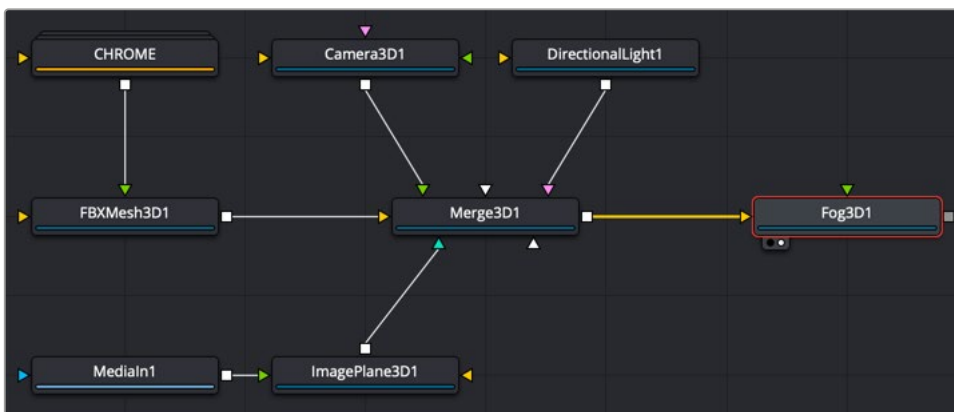 CHROME
Camera3D1
DirectionalLight1
FBXMesh3D1
Merge3D1
Fog3D1
MediaIn1
ImagePlane3D1